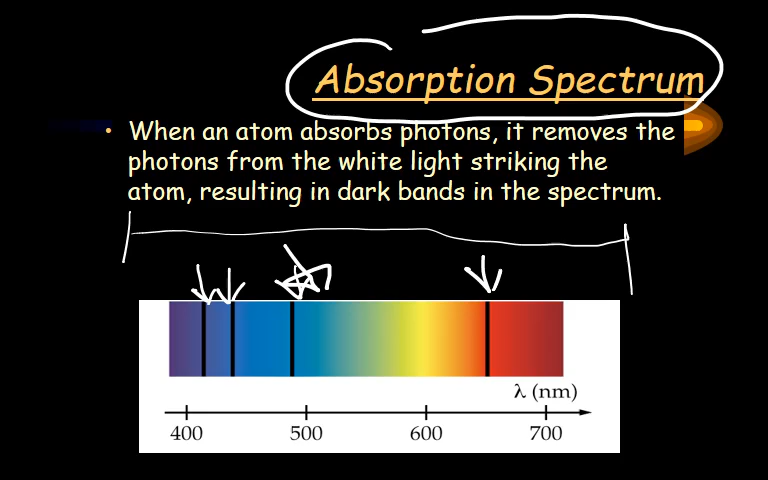 Absorption Spectrum
• When an atom absorbs photons, it removes the
photons from the white light striking the
atom, resulting in dark bands in the spectrum.
λ (nm)
400 500 600 700